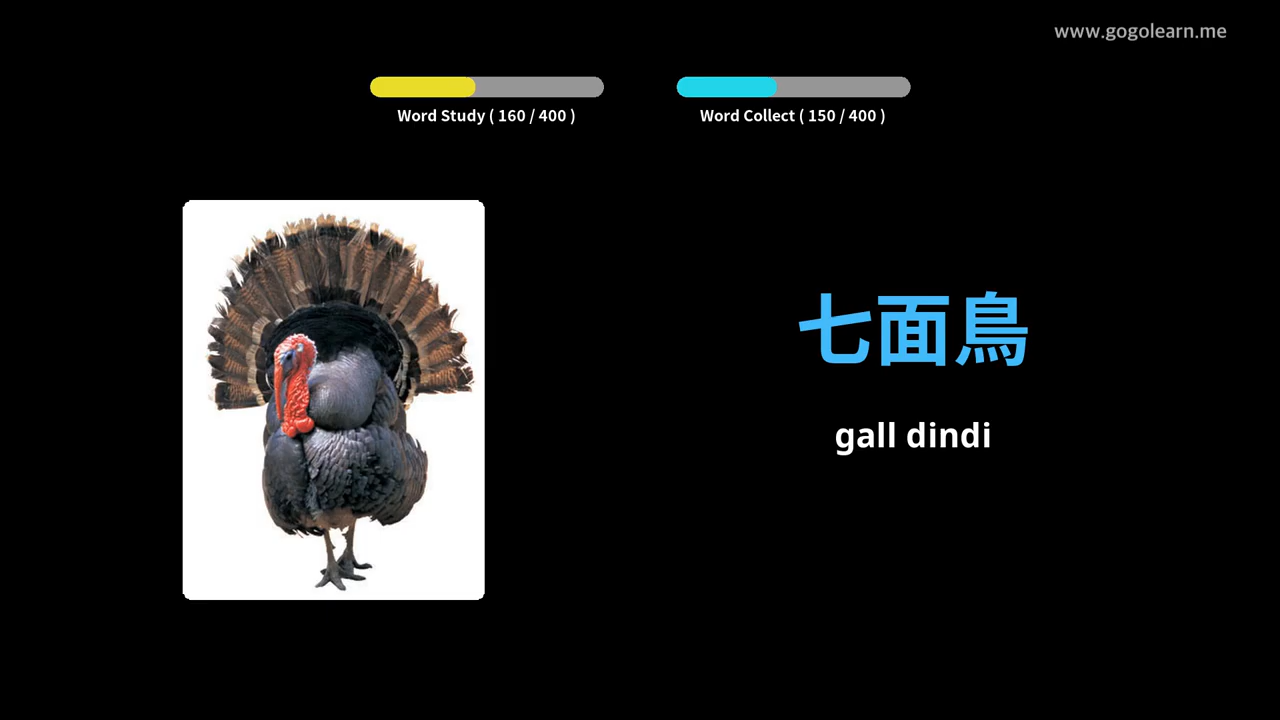 www.gogolearn.me
Word Study ( 160 / 400 )
Word Collect ( 150 / 400 )
七面鳥
gall dindi